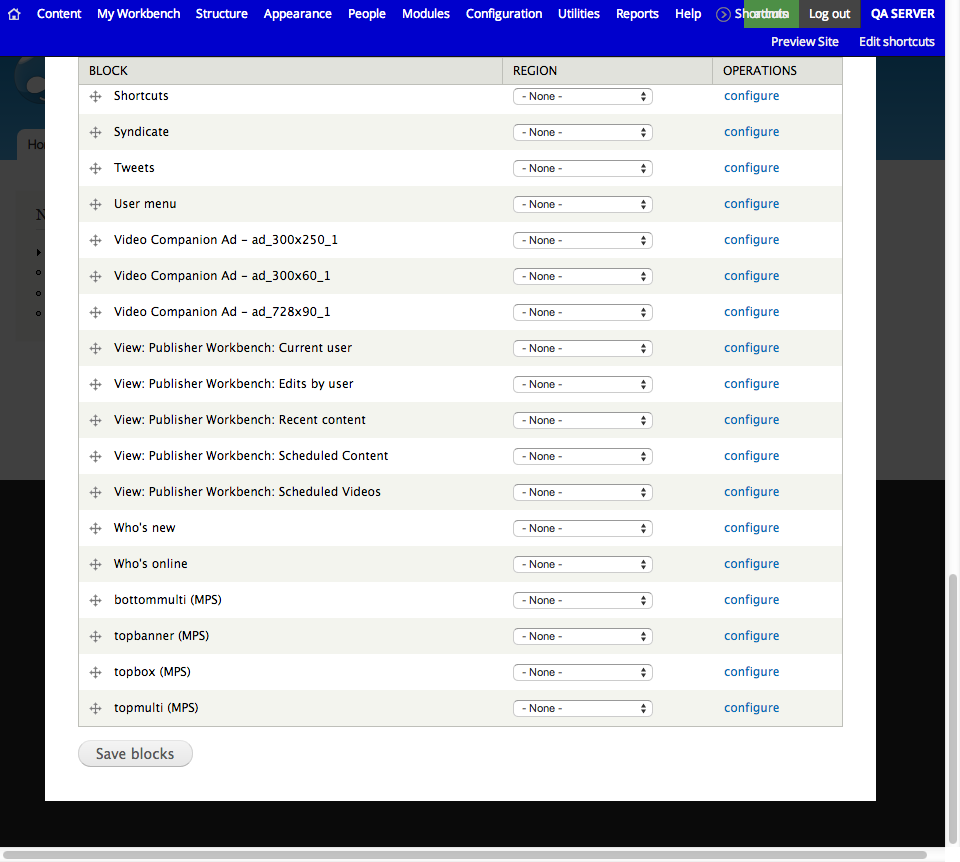 Content My Workbench Structure Appearance People Modules Configuration Utilities Reports Help Shortcuts Log out QA SERVER
Preview Site Edit shortcuts
BLOCK REGION OPERATIONS
Shortcuts - None - configure
Syndicate - None - configure
Tweets - None - configure
User menu - None - configure
Video Companion Ad - ad_300x250_1 - None - configure
Video Companion Ad - ad_300x60_1 - None - configure
Video Companion Ad - ad_728x90_1 - None - configure
View: Publisher Workbench: Current user - None - configure
View: Publisher Workbench: Edits by user - None - configure
View: Publisher Workbench: Recent content - None - configure
View: Publisher Workbench: Scheduled Content - None - configure
View: Publisher Workbench: Scheduled Videos - None - configure
Who's new - None - configure
Who's online - None - configure
bottommulti (MPS) - None - configure
topbanner (MPS) - None - configure
topbox (MPS) - None - configure
topmulti (MPS) - None - configure
Save blocks